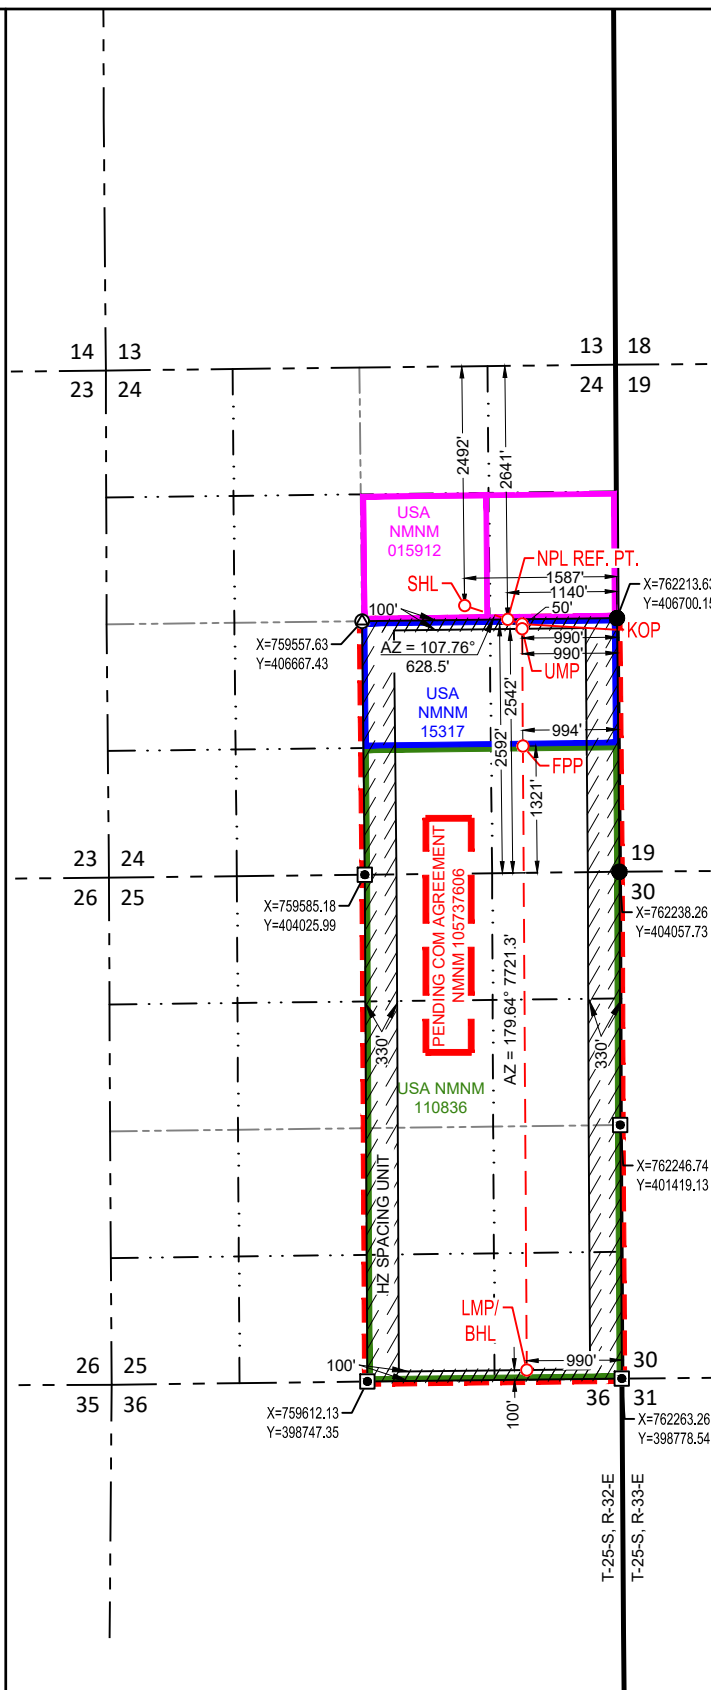 14 13
13 18
23 24
24 19
2492'
2641'
USA
NMNM
015912
NPL REF. PT.
SHL
1587'
1140'
X=762213.63
Y=406700.15
100'
50'
KOP
X=759557.63
Y=406667.43
AZ = 107.76°
628.5'
990'
990'
UMP
USA
NMNM
15317
2592'
2542'
994'
FPP
1321'
23 24
19
26 25
30
PENDING COM AGREEMENT
NMNM 105737606
X=759585.18
Y=404025.99
X=762238.26
Y=404057.73
AZ = 179.64° 7721.3'
330'
330'
USA NMNM
110836
X=762246.74
Y=401419.13
HZ SPACING UNIT
LMP/
BHL
26 25
30
100'
990'
35 36
36 31
100'
X=759612.13
Y=398747.35
X=762263.26
Y=398778.54
T-25-S, R-32-E
T-25-S, R-33-E